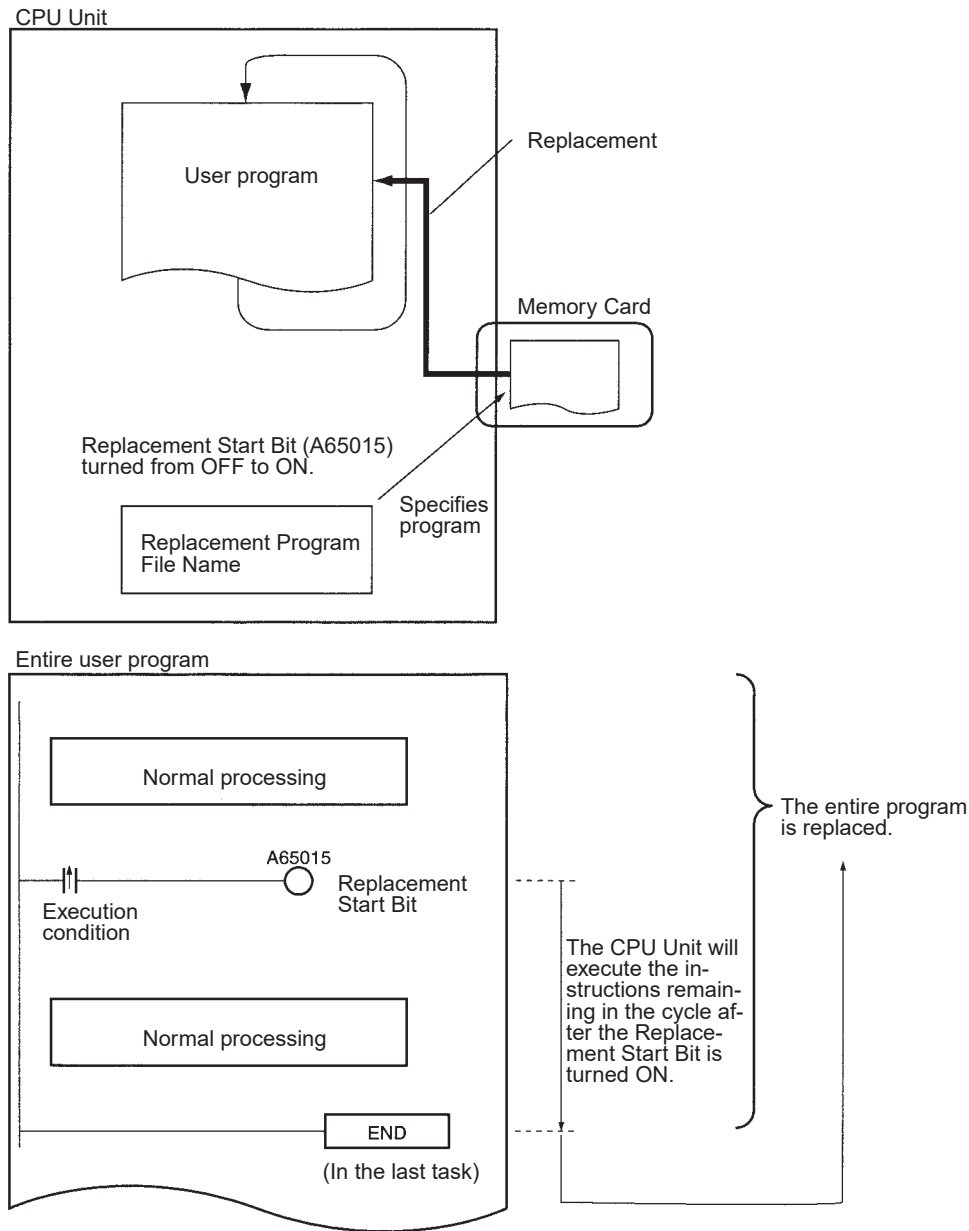 CPU Unit
User program
Replacement
Memory Card
Replacement Start Bit (A65015)
turned from OFF to ON.
Specifies
program
Replacement Program
File Name
Entire user program
Normal processing
A65015
Replacement
Start Bit
Execution
condition
The entire program
is replaced.
The CPU Unit will
execute the in-
structions remain-
ing in the cycle af-
ter the Replace-
ment Start Bit is
turned ON.
Normal processing
END
(In the last task)